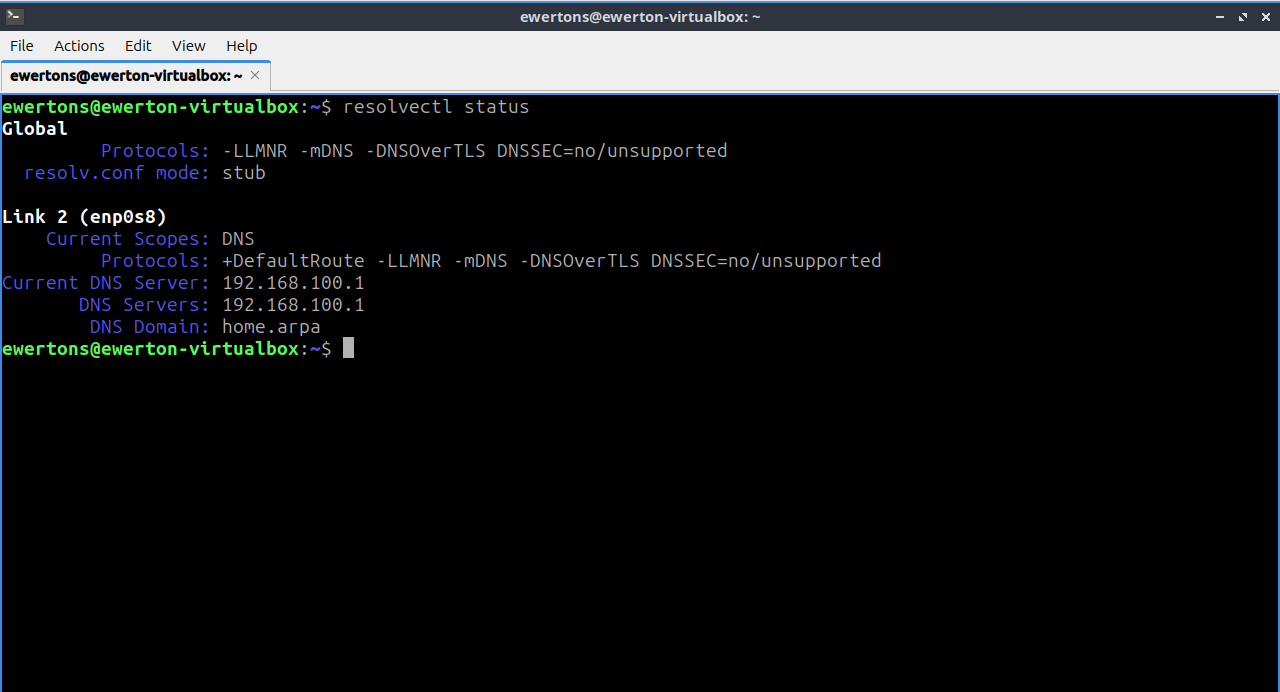 ewertons@ewerton-virtualbox: ~
File Actions Edit View Help
ewertons@ewerton-virtualbox: ~
ewertons@ewerton-virtualbox:~$ resolvectl status
Global
Protocols: -LLMNR -mDNS -DNSOverTLS DNSSEC=no/unsupported
resolv.conf mode: stub
Link 2 (enp0s8)
Current Scopes: DNS
Protocols: +DefaultRoute -LLMNR -mDNS -DNSOverTLS DNSSEC=no/unsupported
Current DNS Server: 192.168.100.1
DNS Servers: 192.168.100.1
DNS Domain: home.arpa
ewertons@ewerton-virtualbox:~$